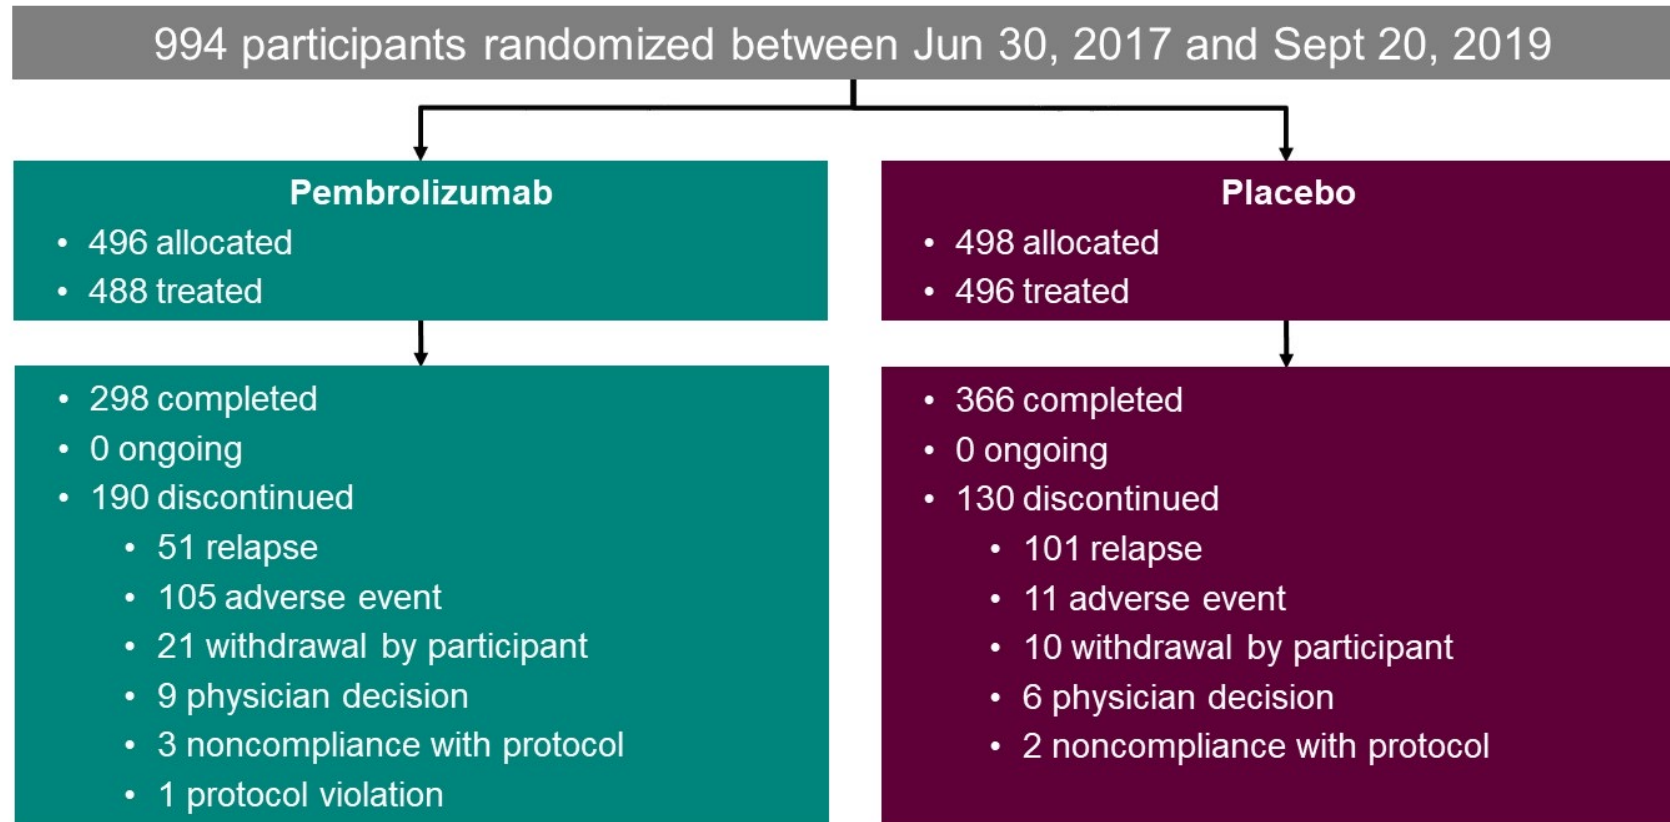 994 participants randomized between Jun 30, 2017 and Sept 20, 2019
Pembrolizumab
• 496 allocated
• 488 treated
Placebo
• 498 allocated
• 496 treated
• 298 completed
• 0 ongoing
• 190 discontinued
• 51 relapse
• 105 adverse event
• 21 withdrawal by participant
• 9 physician decision
• 3 noncompliance with protocol
• 1 protocol violation
• 366 completed
• 0 ongoing
• 130 discontinued
• 101 relapse
• 11 adverse event
• 10 withdrawal by participant
• 6 physician decision
• 2 noncompliance with protocol